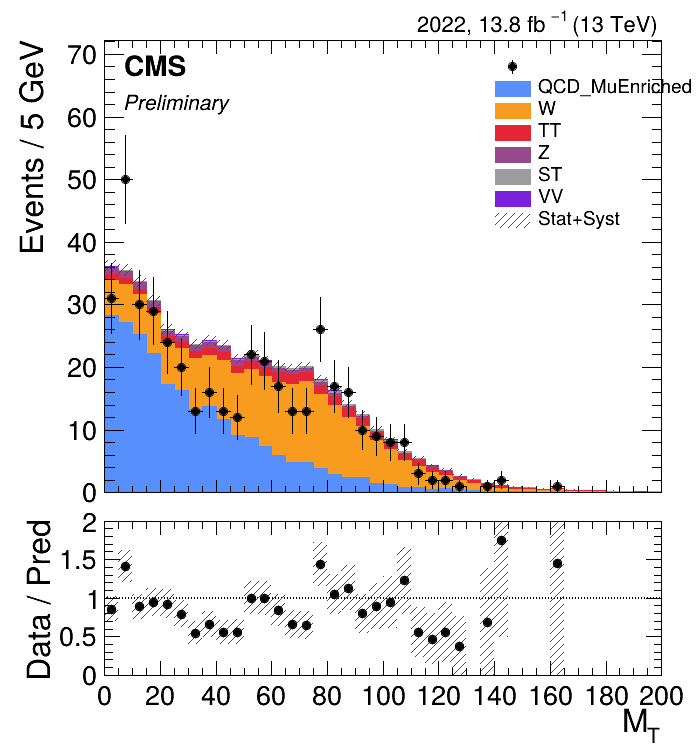 2022, 13.8 fb⁻¹ (13 TeV)
Events / 5 GeV
70
60
50
40
30
20
10
0
CMS
Preliminary
QCD_MuEnriched
W
TT
Z
ST
VV
Stat+Syst
Data / Pred
2
1.5
1
0.5
0
0 20 40 60 80 100 120 140 160 180 200
M_T